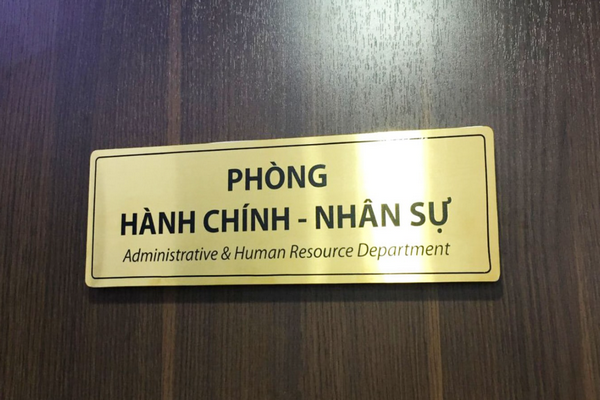 PHÒNG
HÀNH CHÍNH - NHÂN SỰ
Administrative & Human Resource Department